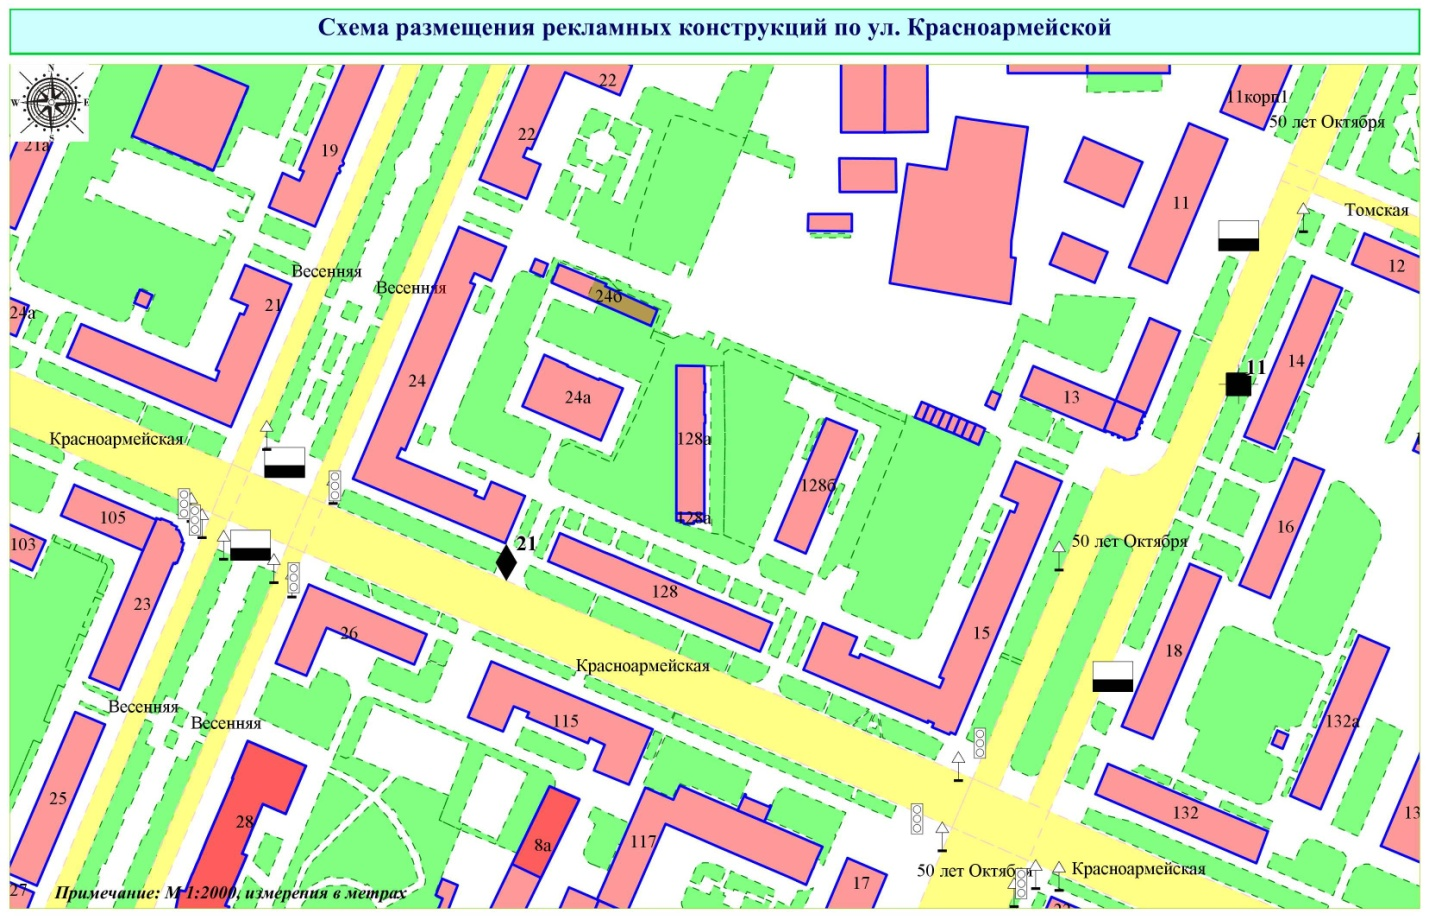 Схема размещения рекламных конструкций по ул. Красноармейской
N
W
E
S
22
11корп1
50 лет Октября
22
21а
19
11
Томская
12
Весенняя
Весенняя
24б
21
24а
14
11
24
24а
13
Красноармейская
128а
128б
105
128а
16
103
21
50 лет Октября
128
23
26
15
18
Красноармейская
Весенняя
115
Весенняя
132а
25
132
13
28
117
8а
50 лет Октября
Красноармейская
17
27
Примечание: М 1:2000, измерения в метрах